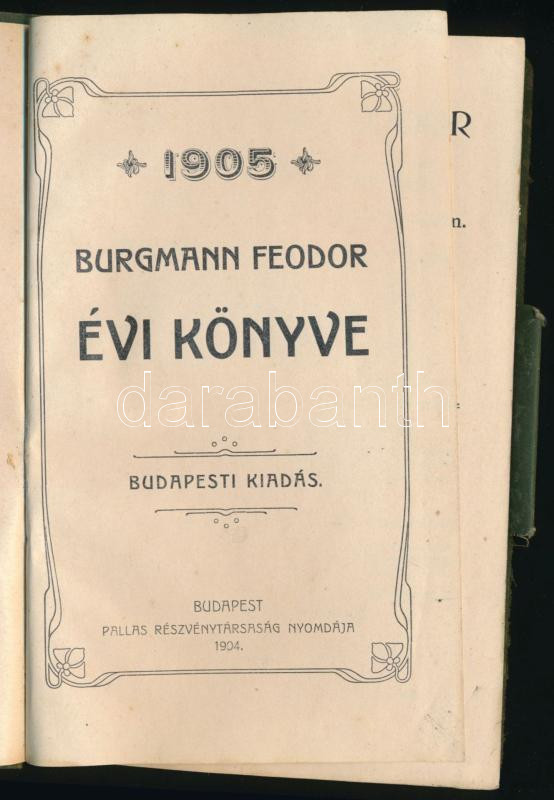 1905
BURGMANN FEODOR
ÉVI KÖNYVE
BUDAPESTI KIADÁS.
BUDAPEST
PALLAS RÉSZVÉNYTÁRSASÁG NYOMDÁJA
1904.
R
n.
darabanth